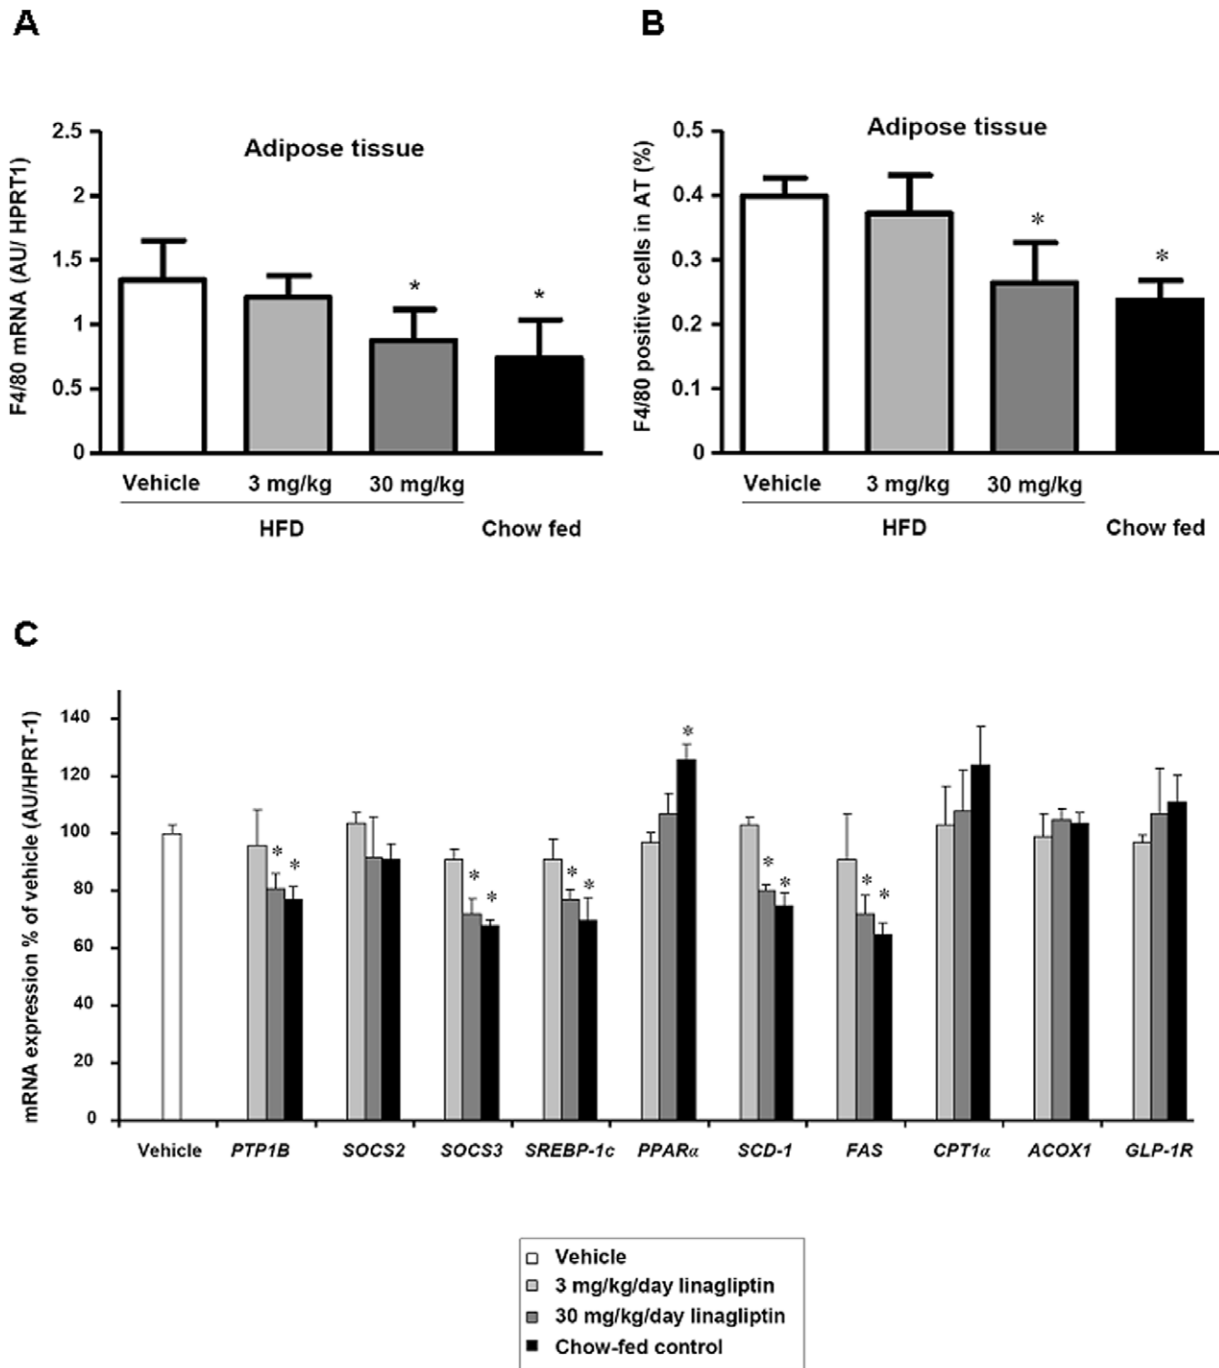 A
Adipose tissue
F4/80 mRNA (AU/ HPRT1)
2.5
2
1.5
1
0.5
0
*
*
Vehicle 3 mg/kg 30 mg/kg
HFD Chow fed
B
Adipose tissue
F4/80 positive cells in AT (%)
0.5
0.4
0.3
0.2
0.1
0
*
*
Vehicle 3 mg/kg 30 mg/kg
HFD Chow fed
C
mRNA expression % of vehicle (AU/HPRT-1)
140
120
100
80
60
40
20
0
* * * * * * * * * * *
Vehicle PTP1B SOCS2 SOCS3 SREBP-1c PPARα SCD-1 FAS CPT1α ACOX1 GLP-1R
Vehicle
3 mg/kg/day linagliptin
30 mg/kg/day linagliptin
Chow-fed control